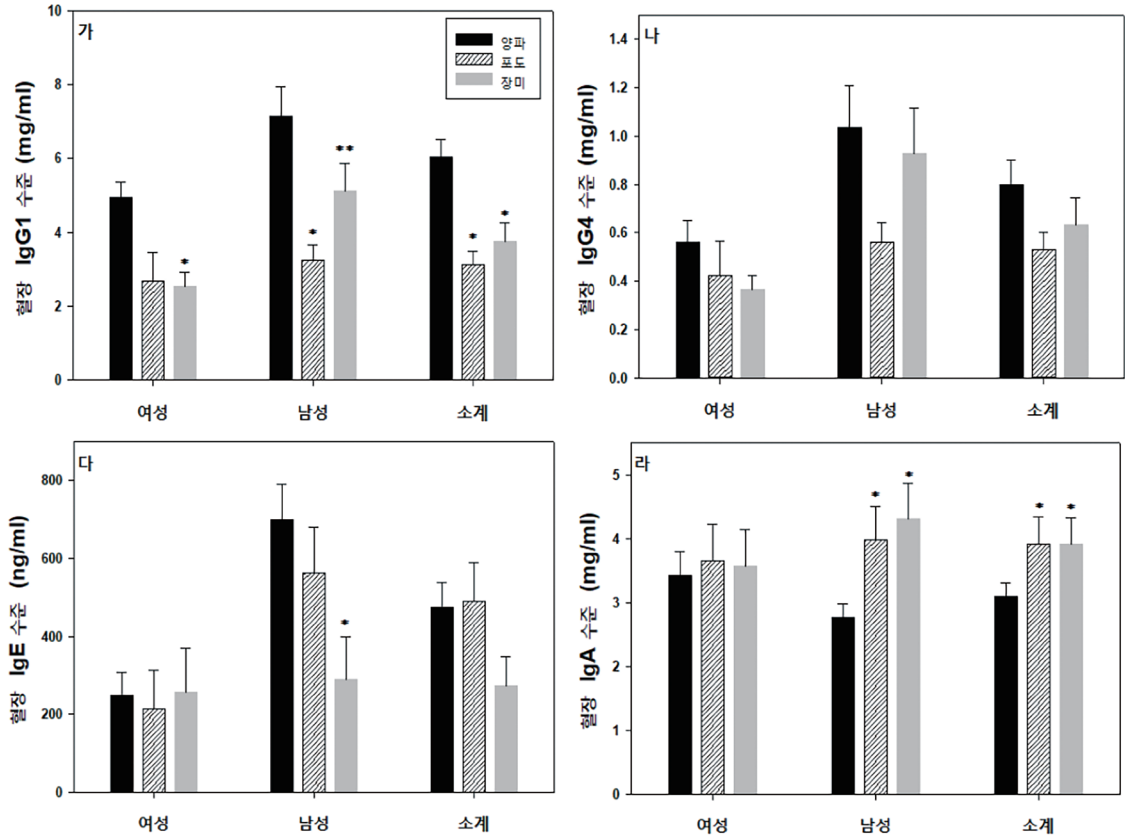 가
혈장 IgG1 수준 (mg/ml)
10
8
6
4
2
0
양파
포도
장미
*
*
**
*
*
여성 남성 소계
나
혈장 IgG4 수준 (mg/ml)
1.4
1.2
1.0
0.8
0.6
0.4
0.2
0.0
여성 남성 소계
다
혈장 IgE 수준 (ng/ml)
800
600
400
200
0
*
여성 남성 소계
라
혈장 IgA 수준 (mg/ml)
5
4
3
2
1
0
*
*
*
*
여성 남성 소계